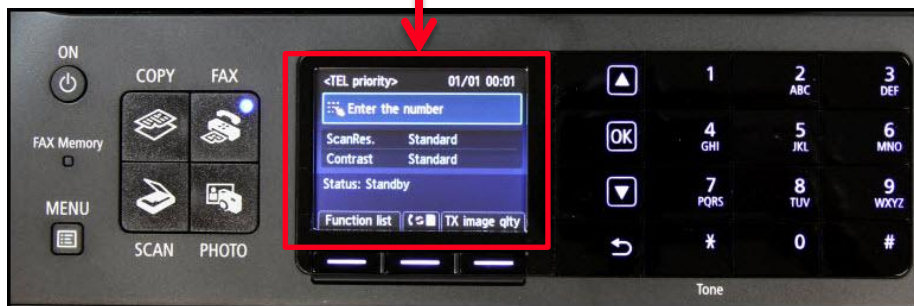 ON
COPY FAX
FAX Memory
MENU
SCAN PHOTO
<TEL priority> 01/01 00:01
Enter the number
ScanRes. Standard
Contrast Standard
Status: Standby
Function list
TX image qlty
OK
1 2 3
ABC DEF
4 5 6
GHI JKL MNO
7 8 9
PQRS TUV WXYZ
* 0 #
Tone